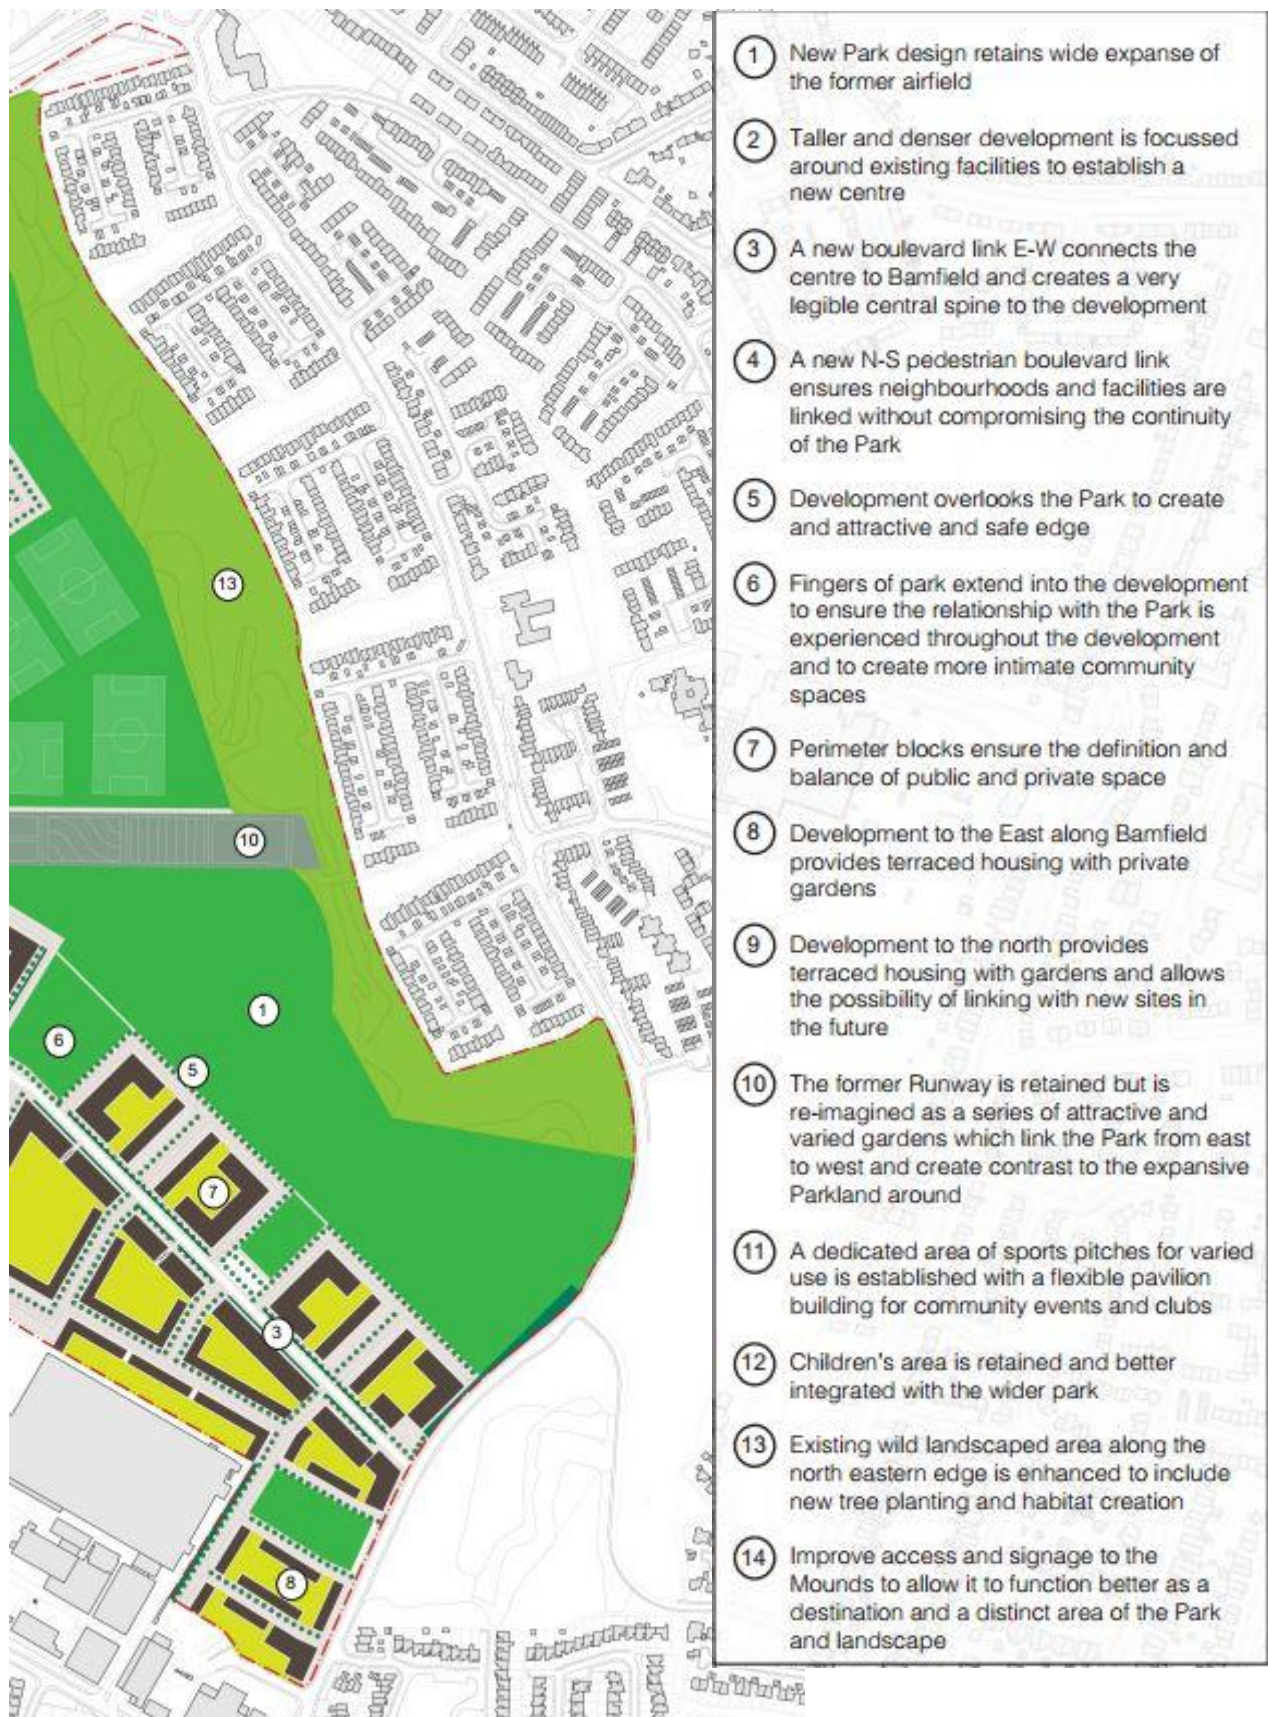 13
10
1
6
5
7
3
8
1 New Park design retains wide expanse of
the former airfield
2 Taller and denser development is focussed
around existing facilities to establish a
new centre
3 A new boulevard link E-W connects the
centre to Bamfield and creates a very
legible central spine to the development
4 A new N-S pedestrian boulevard link
ensures neighbourhoods and facilities are
linked without compromising the continuity
of the Park
5 Development overlooks the Park to create
and attractive and safe edge
6 Fingers of park extend into the development
to ensure the relationship with the Park is
experienced throughout the development
and to create more intimate community
spaces
7 Perimeter blocks ensure the definition and
balance of public and private space
8 Development to the East along Bamfield
provides terraced housing with private
gardens
9 Development to the north provides
terraced housing with gardens and allows
the possibility of linking with new sites in
the future
10 The former Runway is retained but is
re-imagined as a series of attractive and
varied gardens which link the Park from east
to west and create contrast to the expansive
Parkland around
11 A dedicated area of sports pitches for varied
use is established with a flexible pavilion
building for community events and clubs
12 Children's area is retained and better
integrated with the wider park
13 Existing wild landscaped area along the
north eastern edge is enhanced to include
new tree planting and habitat creation
14 Improve access and signage to the
Mounds to allow it to function better as a
destination and a distinct area of the Park
and landscape